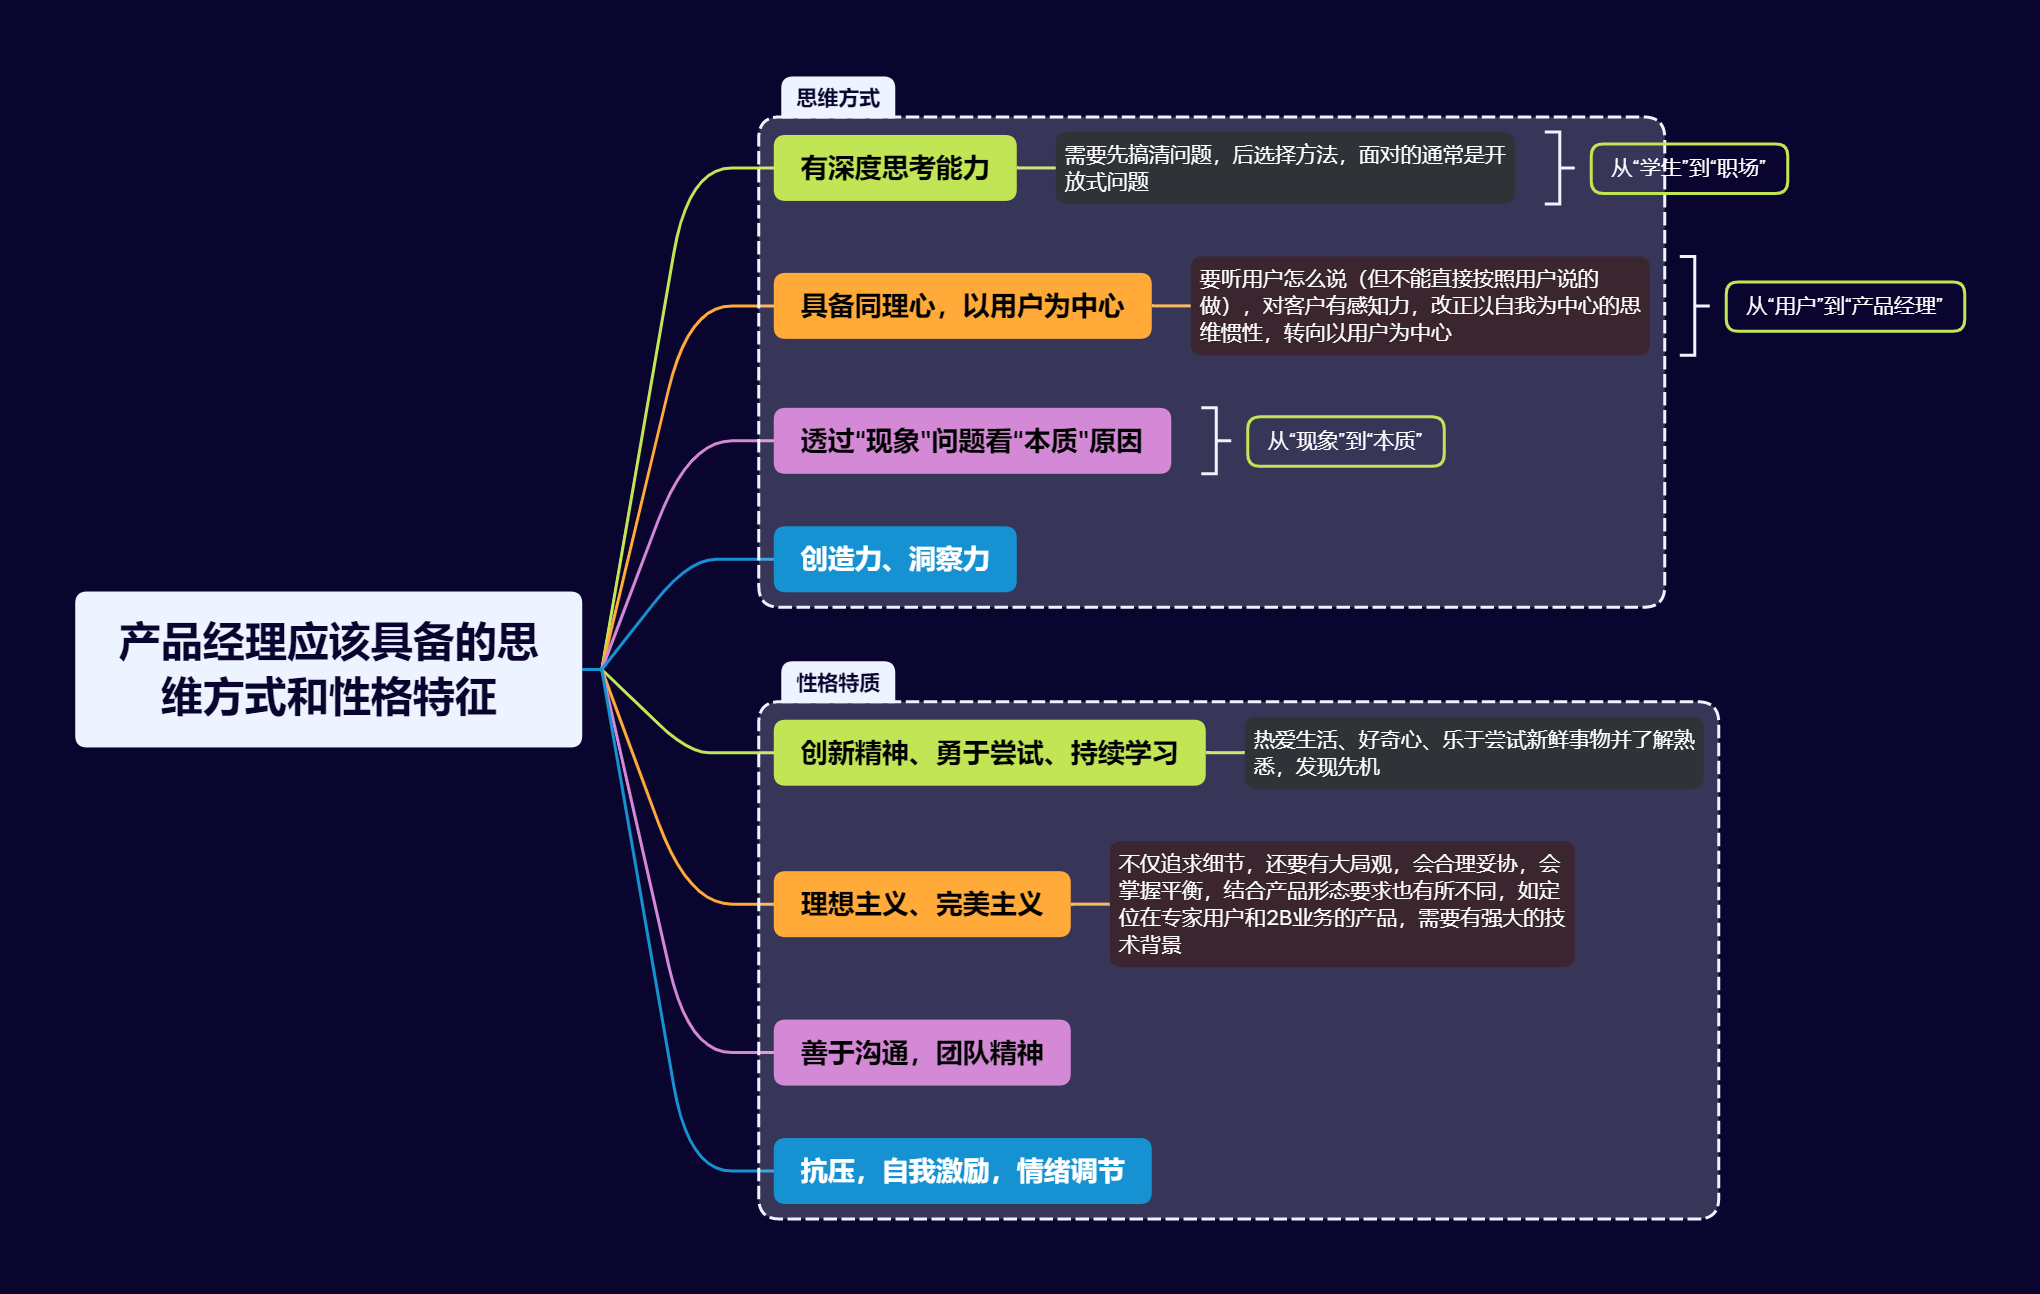 产品经理应该具备的思
维方式和性格特征
思维方式
有深度思考能力
需要先搞清问题，后选择方法，面对的通常是开
放式问题
从“学生”到“职场”
具备同理心，以用户为中心
要听用户怎么说（但不能直接按照用户说的
做），对客户有感知力，改正以自我为中心的思
维惯性，转向以用户为中心
从“用户”到“产品经理”
透过“现象"问题看“本质"原因
从“现象”到“本质”
创造力、洞察力
性格特质
创新精神、勇于尝试、持续学习
热爱生活、好奇心、乐于尝试新鲜事物并了解熟
悉，发现先机
理想主义、完美主义
不仅追求细节，还要有大局观，会合理妥协，会
掌握平衡，结合产品形态要求也有所不同，如定
位在专家用户和2B业务的产品，需要有强大的技
术背景
善于沟通，团队精神
抗压，自我激励，情绪调节